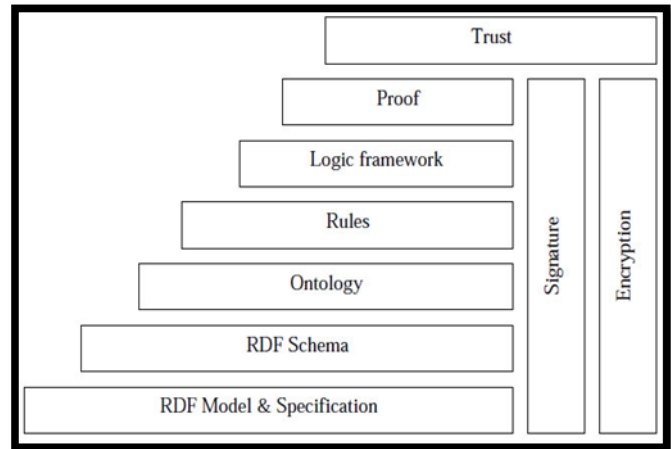 Trust
Proof
Logic framework
Rules
Ontology
RDF Schema
RDF Model & Specification
Signature
Encryption